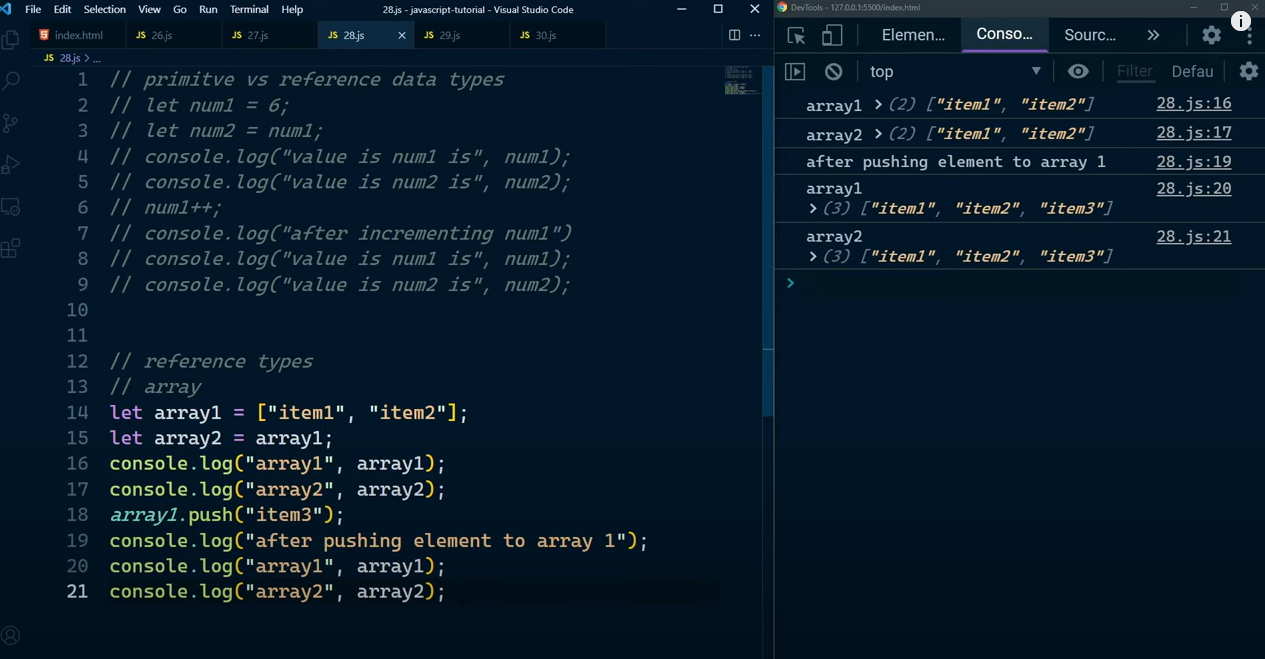 File Edit Selection View Go Run Terminal Help 28.js - javascript-tutorial - Visual Studio Code
index.html JS 26.js JS 27.js JS 28.js JS 29.js JS 30.js
JS 28.js > ...
1 // primitve vs reference data types
2 // let num1 = 6;
3 // let num2 = num1;
4 // console.log("value is num1 is", num1);
5 // console.log("value is num2 is", num2);
6 // num1++;
7 // console.log("after incrementing num1")
8 // console.log("value is num1 is", num1);
9 // console.log("value is num2 is", num2);
10
11
12 // reference types
13 // array
14 let array1 = ["item1", "item2"];
15 let array2 = array1;
16 console.log("array1", array1);
17 console.log("array2", array2);
18 array1.push("item3");
19 console.log("after pushing element to array 1");
20 console.log("array1", array1);
21 console.log("array2", array2);
DevTools - 127.0.0.1:5500/index.html
Elemen... Conso... Sourc... »
top Filter Defau
array1 > (2) ["item1", "item2"] 28.js:16
array2 > (2) ["item1", "item2"] 28.js:17
after pushing element to array 1 28.js:19
array1 28.js:20
> (3) ["item1", "item2", "item3"]
array2 28.js:21
> (3) ["item1", "item2", "item3"]
>